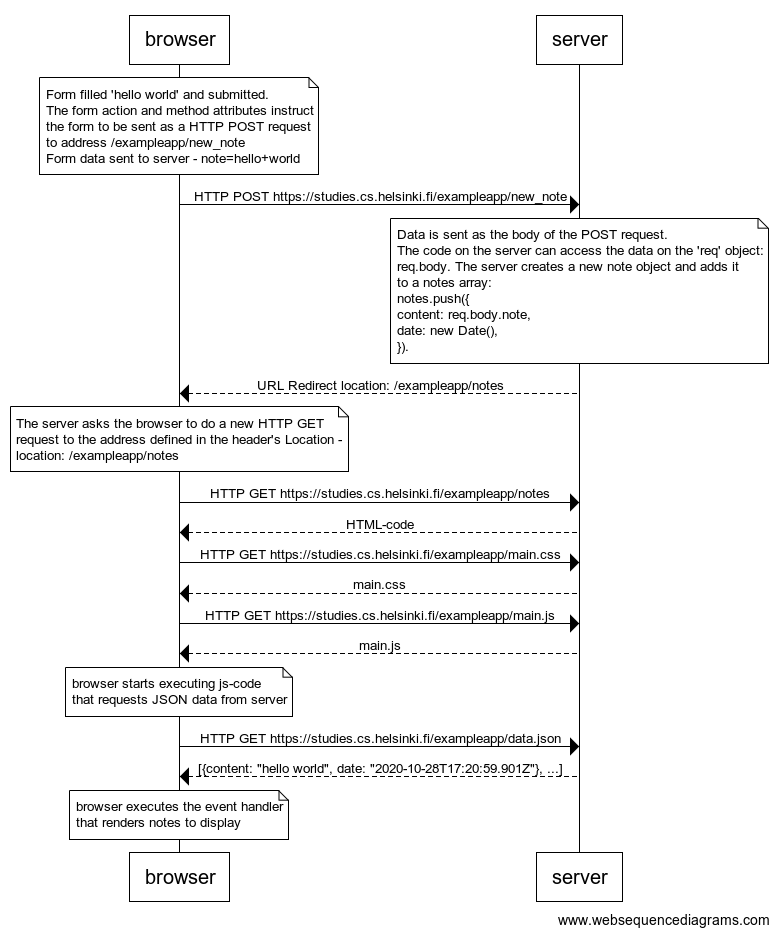 browser
server
Form filled 'hello world' and submitted.
The form action and method attributes instruct
the form to be sent as a HTTP POST request
to address /exampleapp/new_note
Form data sent to server - note=hello+world
HTTP POST https://studies.cs.helsinki.fi/exampleapp/new_note
Data is sent as the body of the POST request.
The code on the server can access the data on the 'req' object:
req.body. The server creates a new note object and adds it
to a notes array:
notes.push({
content: req.body.note,
date: new Date(),
}).
URL Redirect location: /exampleapp/notes
The server asks the browser to do a new HTTP GET
request to the address defined in the header's Location -
location: /exampleapp/notes
HTTP GET https://studies.cs.helsinki.fi/exampleapp/notes
HTML-code
HTTP GET https://studies.cs.helsinki.fi/exampleapp/main.css
main.css
HTTP GET https://studies.cs.helsinki.fi/exampleapp/main.js
main.js
browser starts executing js-code
that requests JSON data from server
HTTP GET https://studies.cs.helsinki.fi/exampleapp/data.json
[{content: "hello world", date: "2020-10-28T17:20:59.901Z"}, ...]
browser executes the event handler
that renders notes to display
browser
server
www.websequencediagrams.com